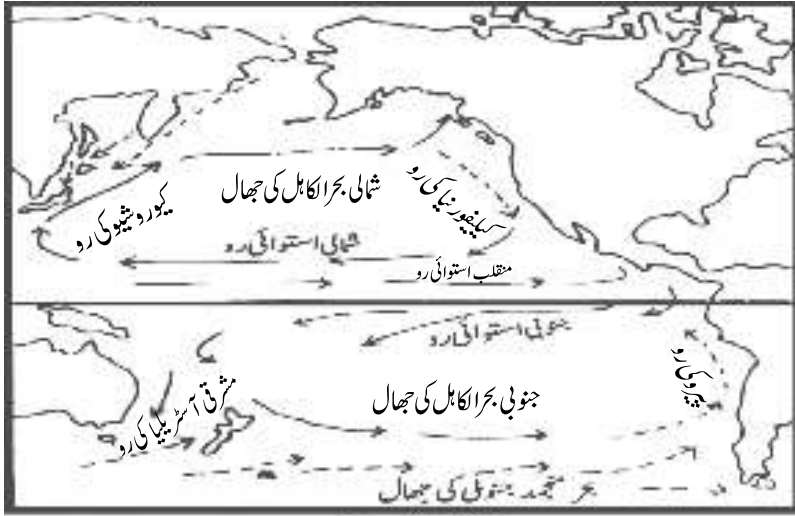 شمالی بحرالکاہل کی جھال
کیلیفورنیا کی رو
کیوروشیو کی رو
شمالی استوائی رو
منقلب استوائی رو
جنوبی استوائی رو
پیرو کی رو
مشرقی آسٹریلیا کی رو
جنوبی بحرالکاہل کی جھال
بحر منجمد جنوبی کی جھال